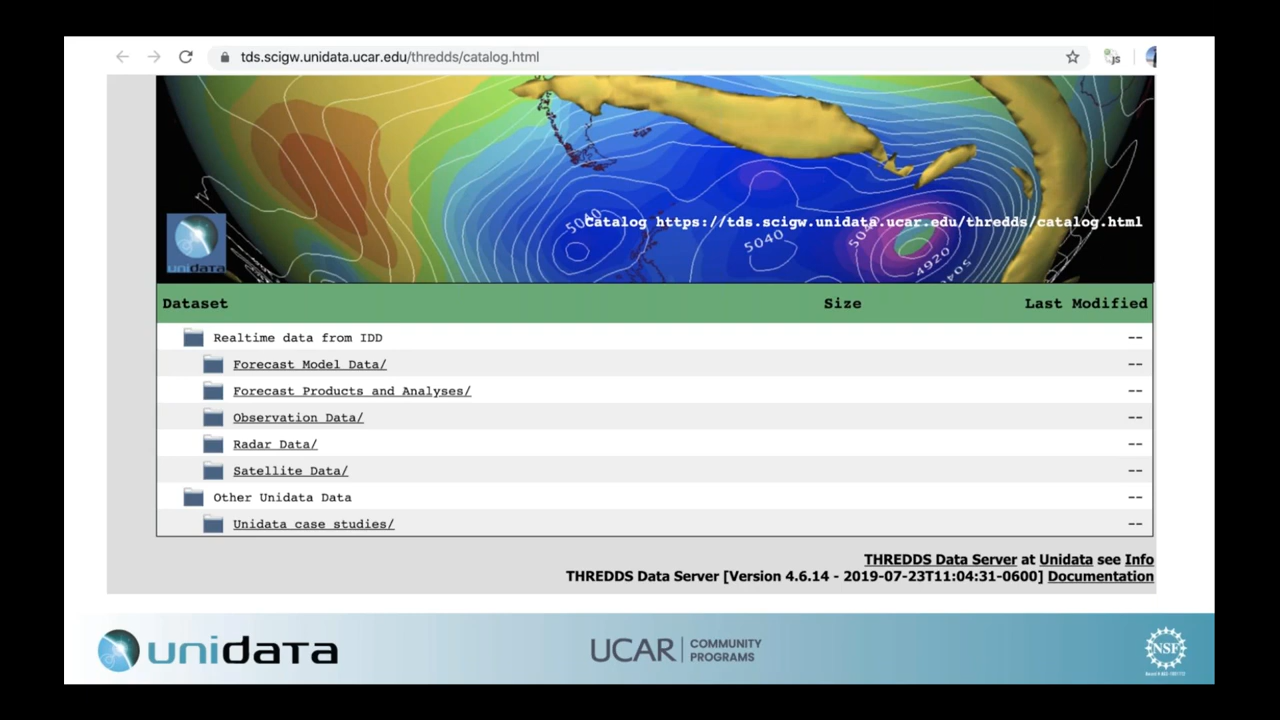 tds.scigw.unidata.ucar.edu/thredds/catalog.html
JS
Catalog https://tds.scigw.unidata.ucar.edu/thredds/catalog.html
5040
4920
5040
unidata
Dataset Size Last Modified
Realtime data from IDD --
Forecast Model Data/ --
Forecast Products and Analyses/ --
Observation Data/ --
Radar Data/ --
Satellite Data/ --
Other Unidata Data --
Unidata case studies/ --
THREDDS Data Server at Unidata see Info
THREDDS Data Server [Version 4.6.14 - 2019-07-23T11:04:31-0600] Documentation
unidata
UCAR COMMUNITY
PROGRAMS
NSF